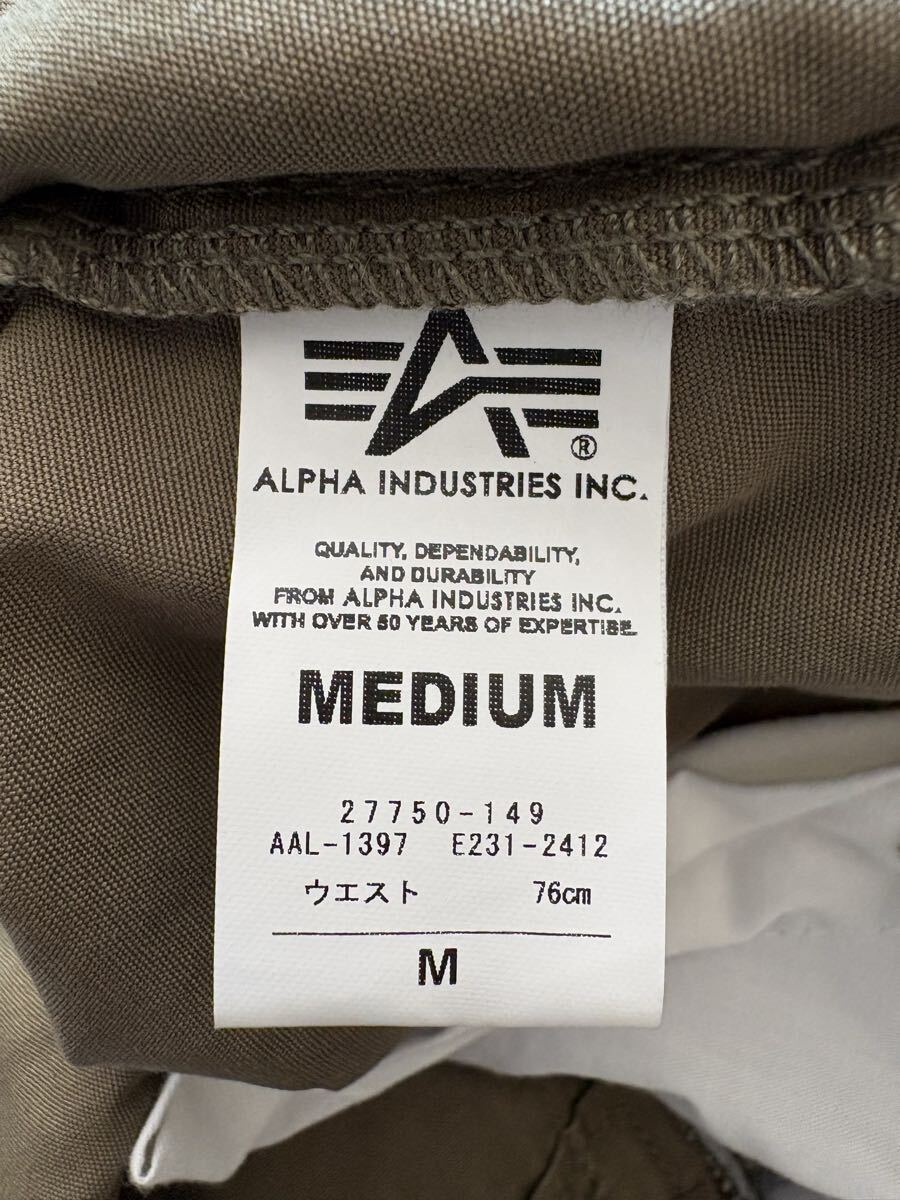 ®
ALPHA INDUSTRIES INC.
QUALITY, DEPENDABILITY,
AND DURABILITY
FROM ALPHA INDUSTRIES INC.
WITH OVER 50 YEARS OF EXPERTISE.
MEDIUM
27750-149
AAL-1397 E231-2412
ウエスト 76cm
M